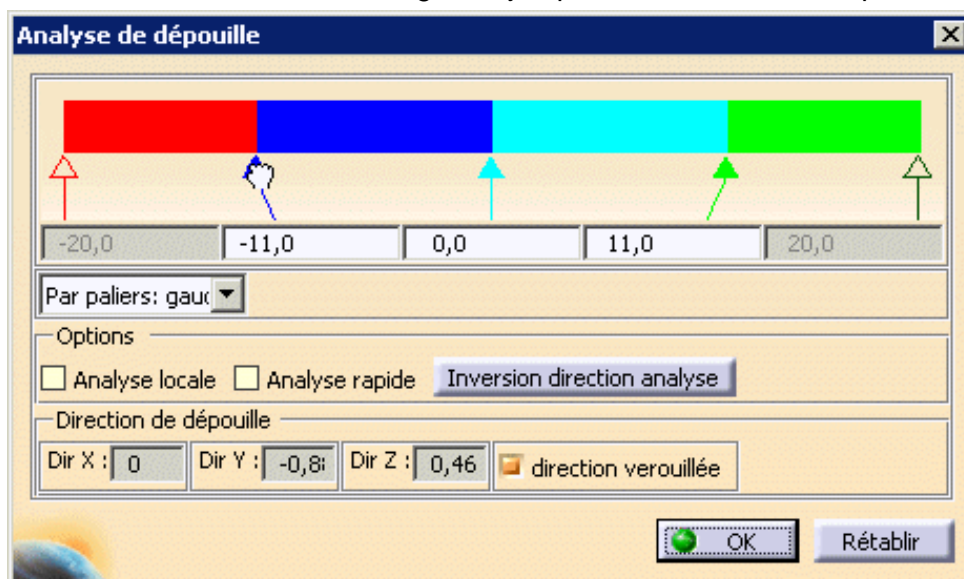 Analyse de dépouille
-20,0 -11,0 0,0 11,0 20,0
Par paliers: gauc
Options
Analyse locale Analyse rapide Inversion direction analyse
Direction de dépouille
Dir X : 0 Dir Y : -0,88 Dir Z : 0,46 direction verouillée
OK Rétablir